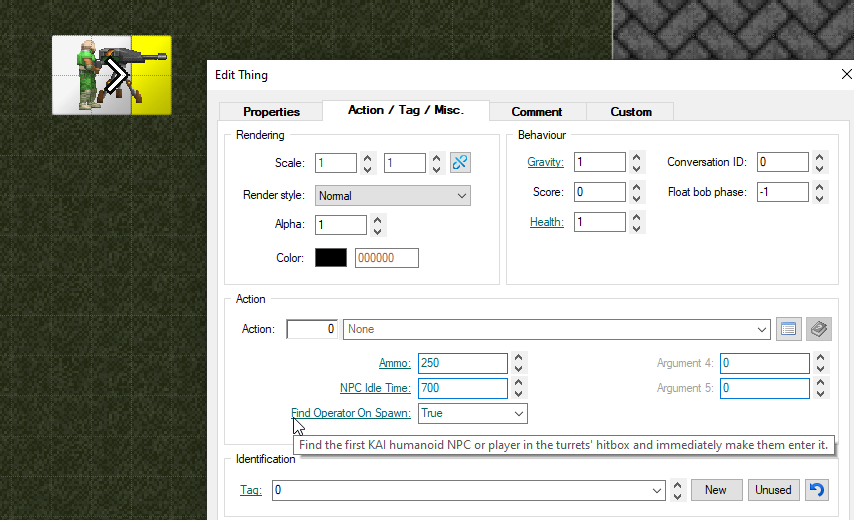 Edit Thing
Properties Action / Tag / Misc. Comment Custom
Rendering
Scale: 1 1
Render style: Normal
Alpha: 1
Color: 000000
Behaviour
Gravity: 1 Conversation ID: 0
Score: 0 Float bob phase: -1
Health: 1
Action
Action: 0 None
Ammo: 250 Argument 4: 0
NPC Idle Time: 700 Argument 5: 0
Find Operator On Spawn: True
Find the first KAI humanoid NPC or player in the turrets' hitbox and immediately make them enter it.
Identification
Tag: 0 New Unused